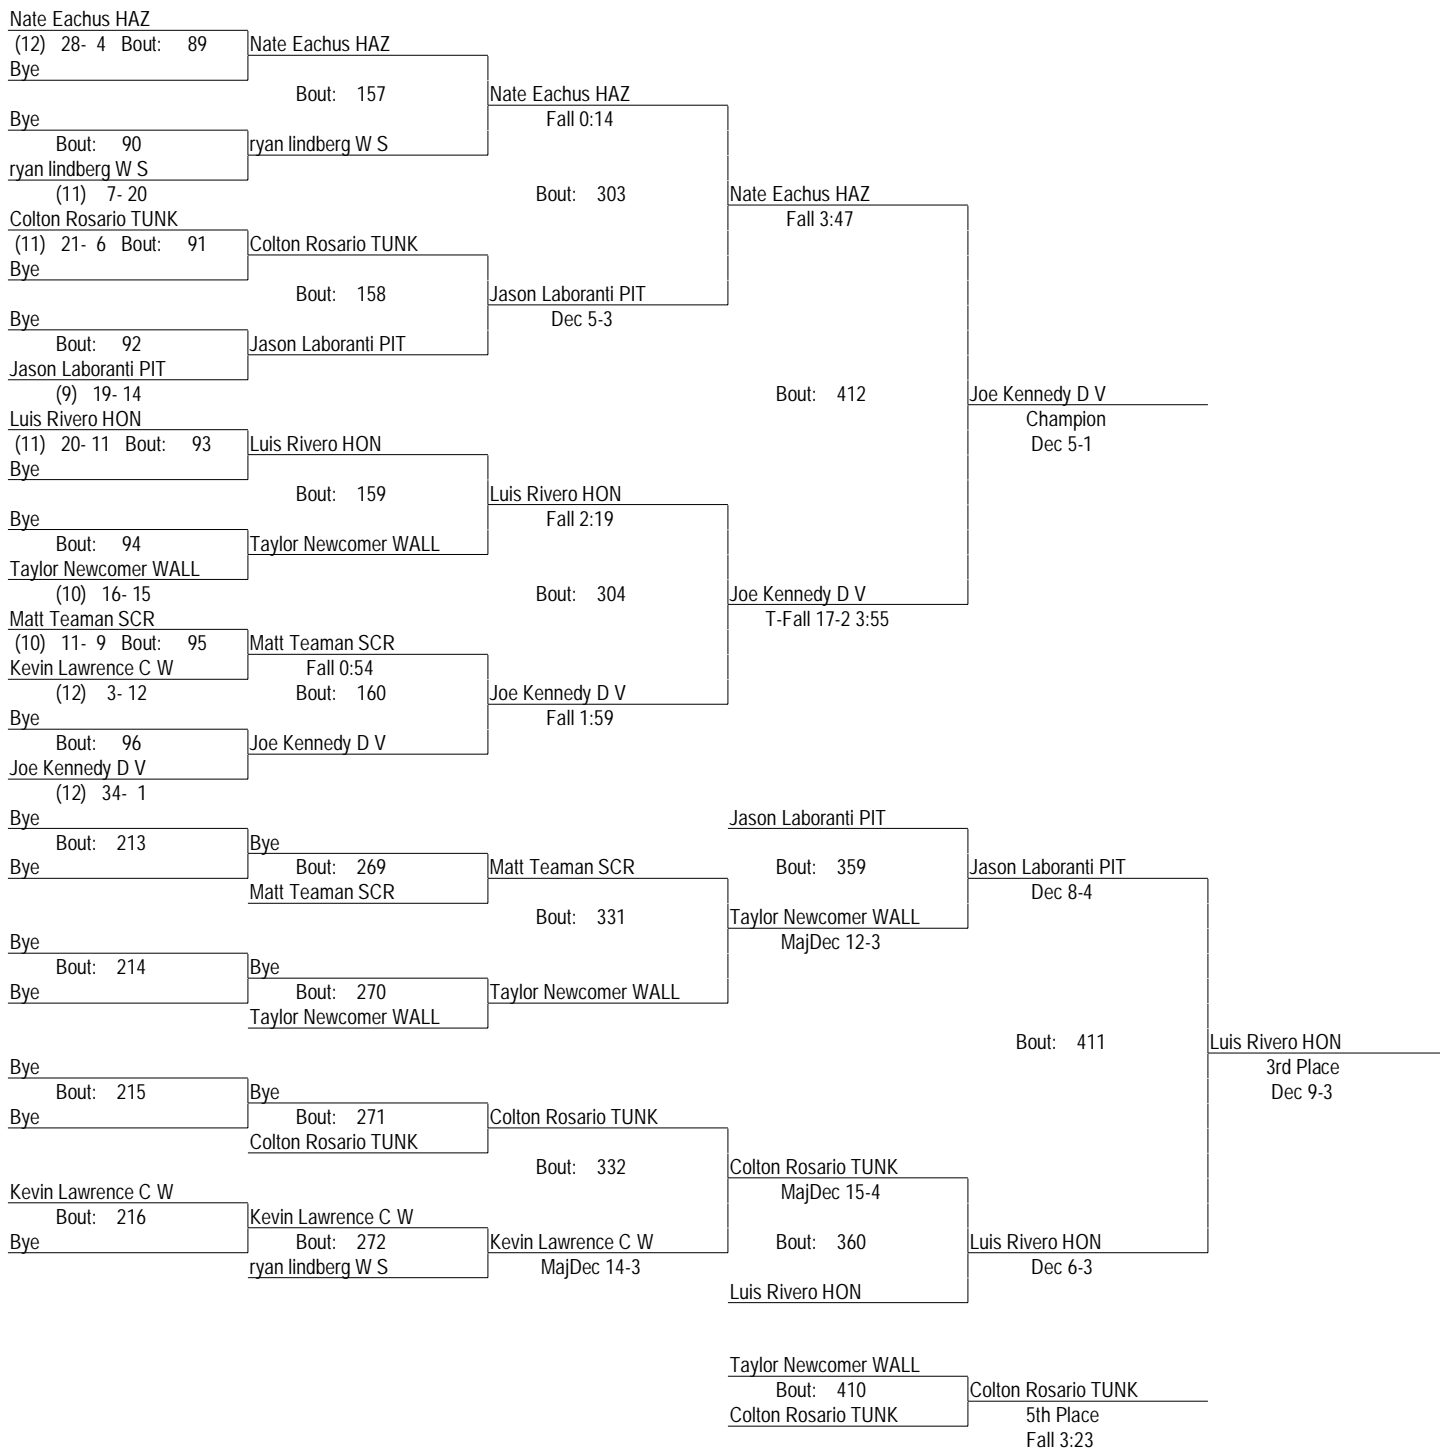 Nate Eachus HAZ
(12) 28- 4 Bout: 89 Nate Eachus HAZ
Bye
Bout: 157 Nate Eachus HAZ
Bye Fall 0:14
Bout: 90 ryan lindberg W S
ryan lindberg W S
(11) 7- 20 Bout: 303 Nate Eachus HAZ
Colton Rosario TUNK Fall 3:47
(11) 21- 6 Bout: 91 Colton Rosario TUNK
Bye
Bout: 158 Jason Laboranti PIT
Bye Dec 5-3
Bout: 92 Jason Laboranti PIT
Jason Laboranti PIT
(9) 19- 14 Bout: 412 Joe Kennedy D V
Luis Rivero HON Champion
(11) 20- 11 Bout: 93 Luis Rivero HON Dec 5-1
Bye
Bout: 159 Luis Rivero HON
Bye Fall 2:19
Bout: 94 Taylor Newcomer WALL
Taylor Newcomer WALL
(10) 16- 15 Bout: 304 Joe Kennedy D V
Matt Teaman SCR T-Fall 17-2 3:55
(10) 11- 9 Bout: 95 Matt Teaman SCR
Kevin Lawrence C W Fall 0:54
(12) 3- 12 Bout: 160 Joe Kennedy D V
Bye Fall 1:59
Bout: 96 Joe Kennedy D V
Joe Kennedy D V
(12) 34- 1
Bye Jason Laboranti PIT
Bout: 213 Bye
Bye Bout: 269 Matt Teaman SCR Bout: 359 Jason Laboranti PIT
Matt Teaman SCR Dec 8-4
Bout: 331 Taylor Newcomer WALL
Bye MajDec 12-3
Bout: 214 Bye
Bye Bout: 270 Taylor Newcomer WALL
Taylor Newcomer WALL
Bout: 411 Luis Rivero HON
Bye 3rd Place
Bout: 215 Bye Dec 9-3
Bye Bout: 271 Colton Rosario TUNK
Colton Rosario TUNK
Bout: 332 Colton Rosario TUNK
Kevin Lawrence C W MajDec 15-4
Bout: 216 Kevin Lawrence C W
Bye Bout: 272 Kevin Lawrence C W Bout: 360 Luis Rivero HON
ryan lindberg W S MajDec 14-3 Dec 6-3
Luis Rivero HON
Taylor Newcomer WALL
Bout: 410 Colton Rosario TUNK
Colton Rosario TUNK 5th Place
Fall 3:23